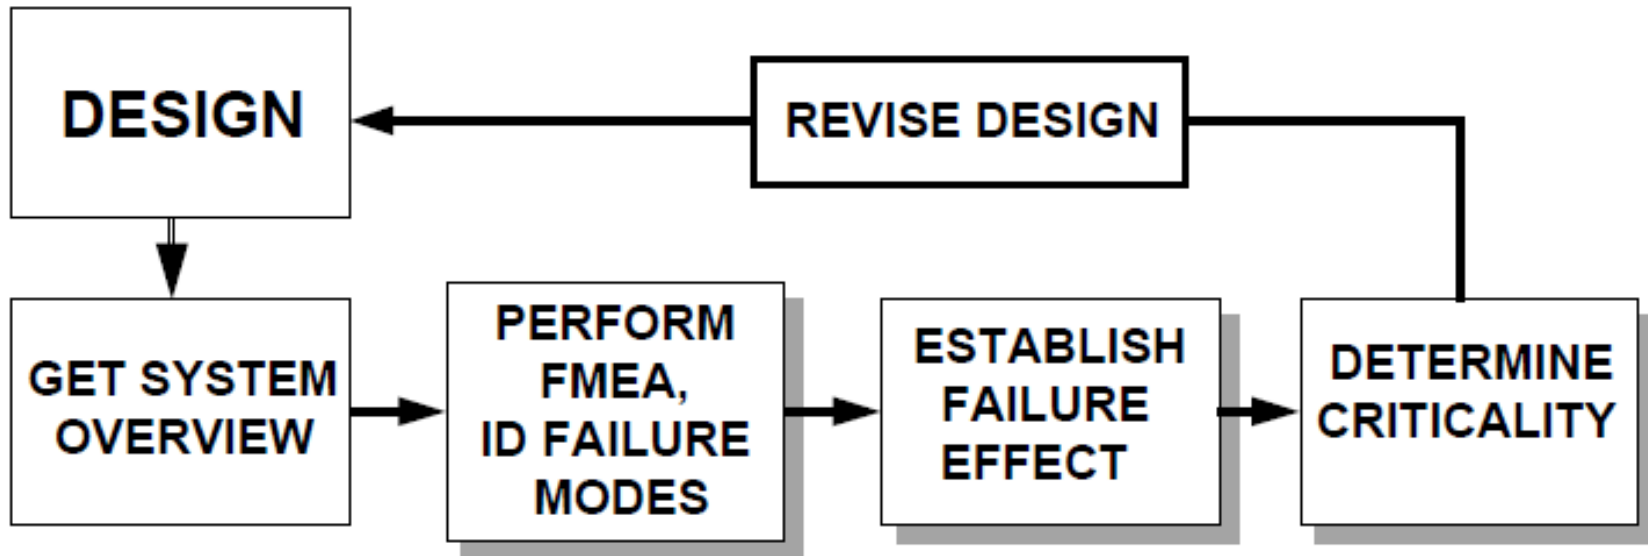 DESIGN
REVISE DESIGN
GET SYSTEM
OVERVIEW
PERFORM
FMEA,
ID FAILURE
MODES
ESTABLISH
FAILURE
EFFECT
DETERMINE
CRITICALITY